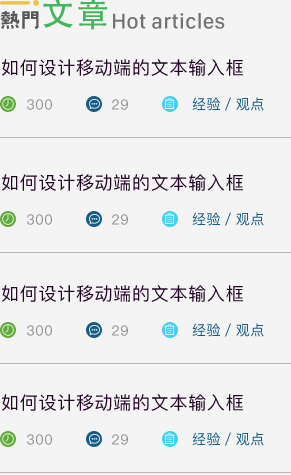 熱門文章Hot articles
如何设计移动端的文本输入框
300 29 经验 / 观点
如何设计移动端的文本输入框
300 29 经验 / 观点
如何设计移动端的文本输入框
300 29 经验 / 观点
如何设计移动端的文本输入框
300 29 经验 / 观点